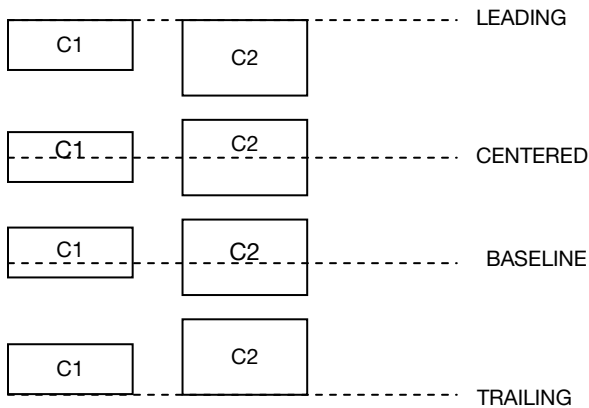 C1 C2 LEADING
C1 C2 CENTERED
C1 C2 BASELINE
C1 C2 TRAILING